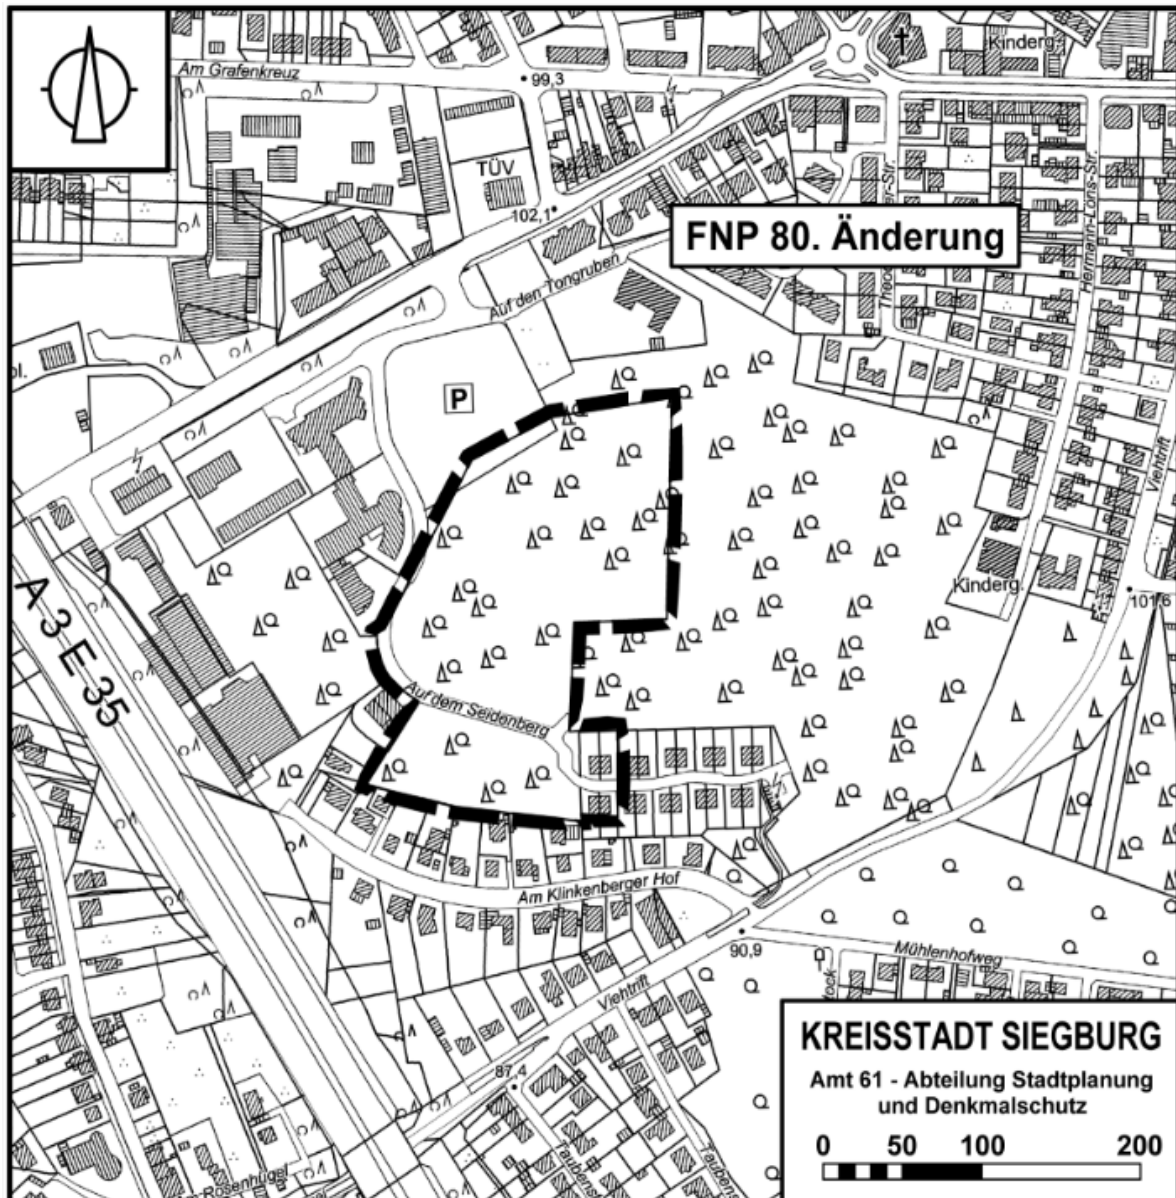 Am Grafenkreuz
99,3
Kinderg.
TÜV
102,1
FNP 80. Änderung
Hermann-Löns-Str.
Auf den Tongruben
P
Viehtrift
A 3 E 35
Kinderg.
101,6
Auf dem Seidenberg
Am Klinkenberger Hof
90,9
Mühlenhofweg
Viehtrift
87,4
KREISSTADT SIEGBURG
Amt 61 - Abteilung Stadtplanung
und Denkmalschutz
0 50 100 200